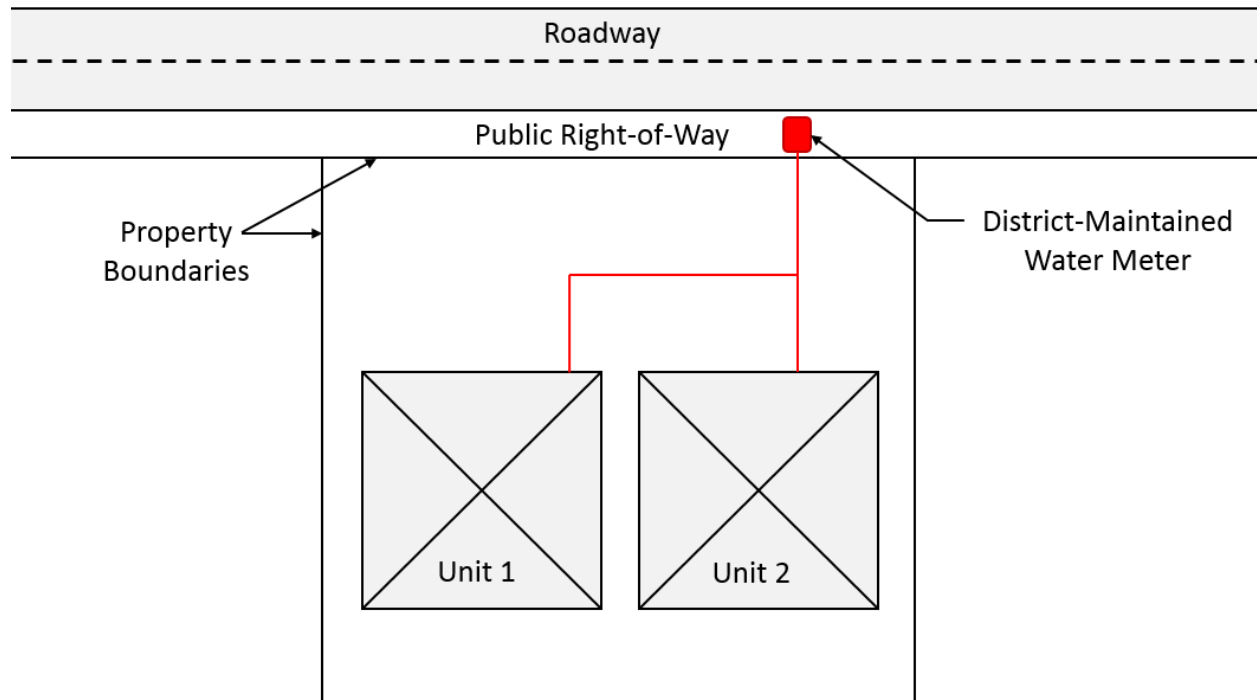 Roadway
Public Right-of-Way
Property
Boundaries
District-Maintained
Water Meter
Unit 1
Unit 2